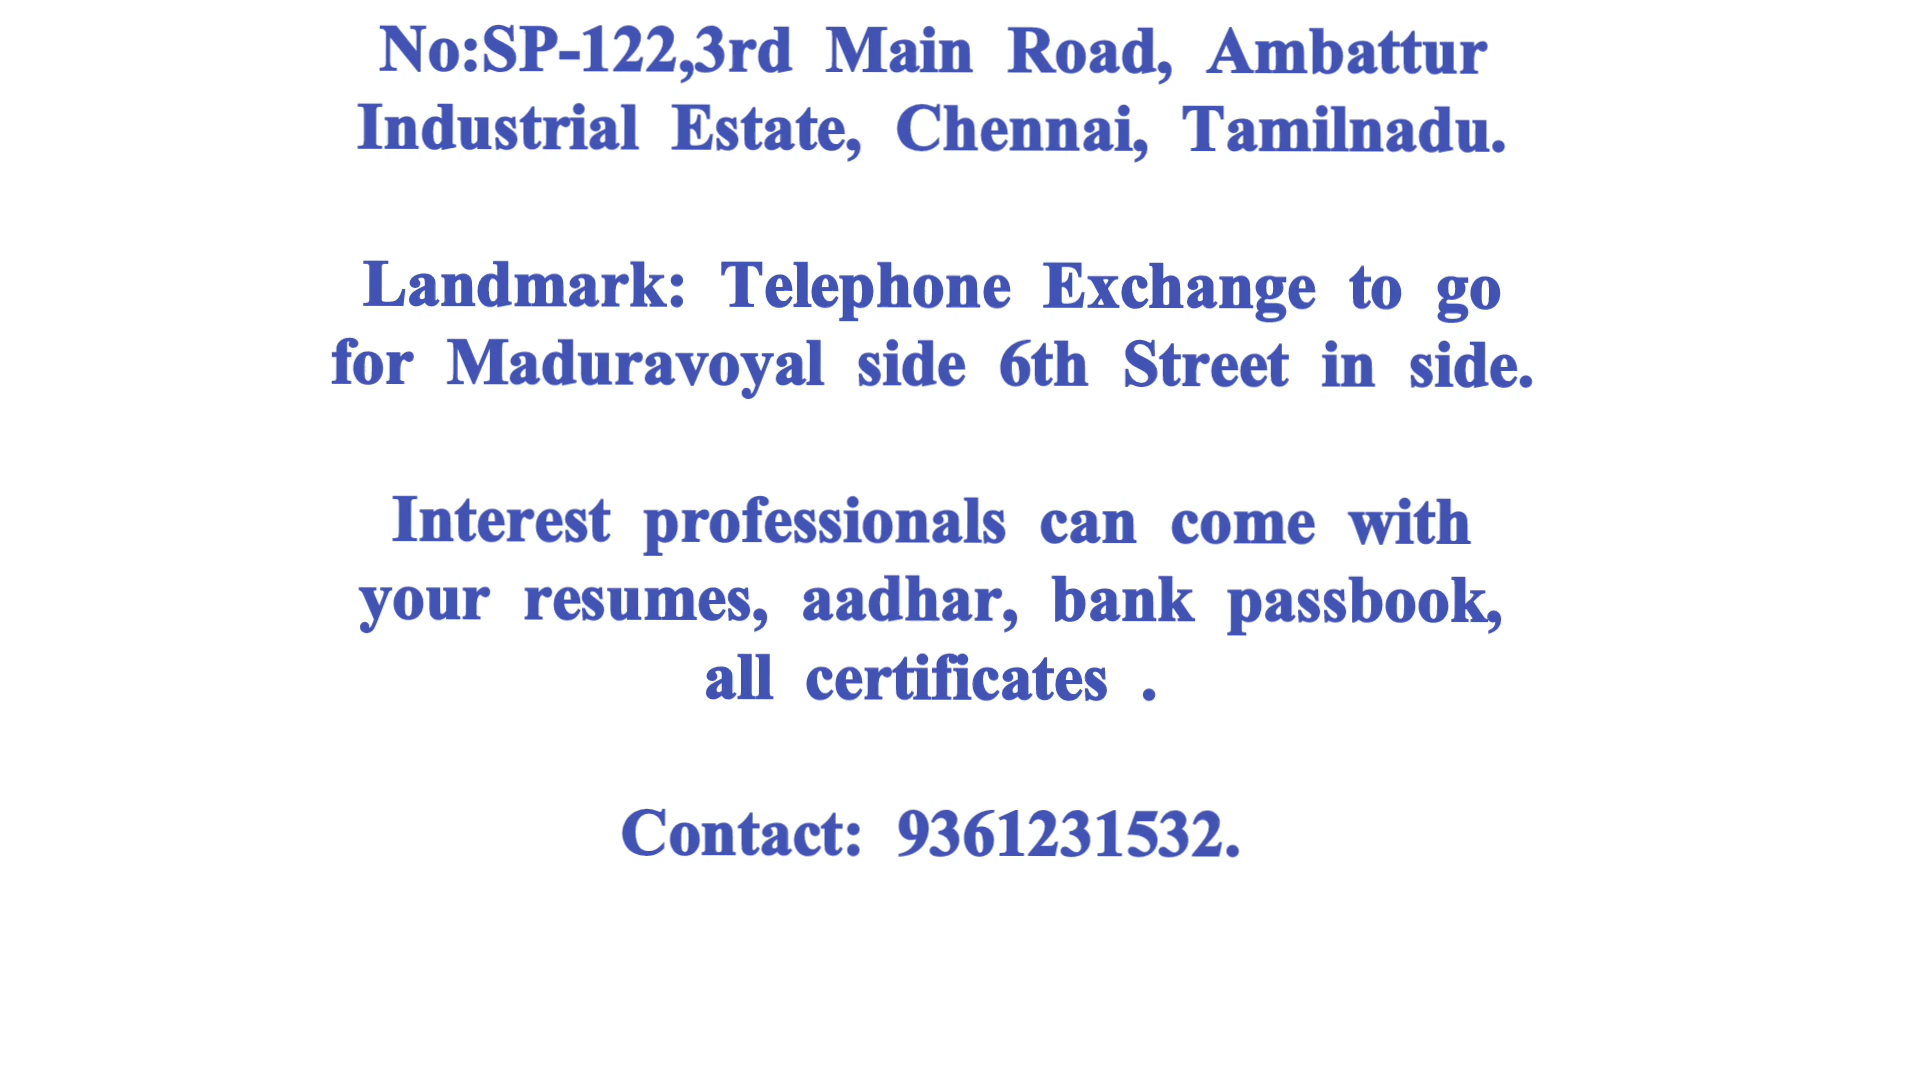 No:SP-122,3rd Main Road, Ambattur
Industrial Estate, Chennai, Tamilnadu.
Landmark: Telephone Exchange to go
for Maduravoyal side 6th Street in side.
Interest professionals can come with
your resumes, aadhar, bank passbook,
all certificates .
Contact: 9361231532.